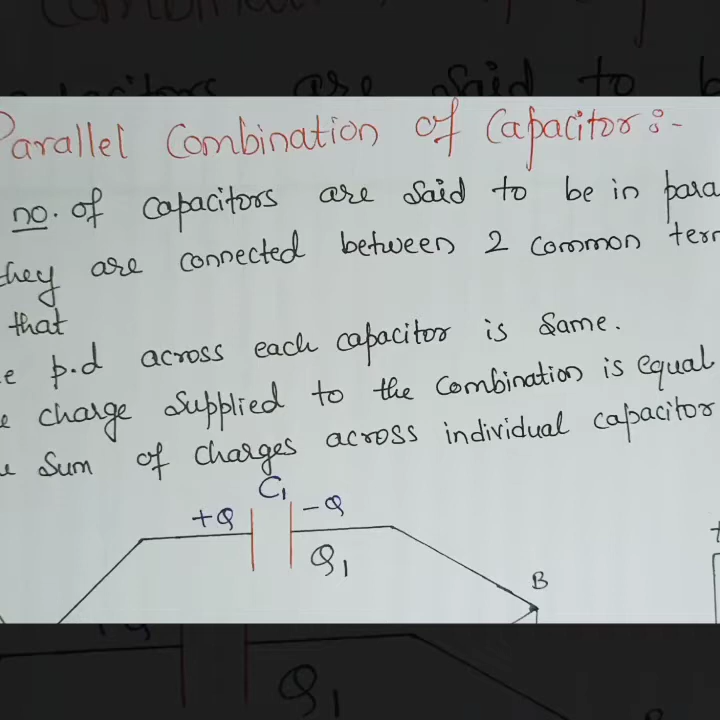 Parallel Combination of Capacitor :-
no. of capacitors are said to be in para
they are connected between 2 common term
that
e p.d across each capacitor is same.
e charge supplied to the combination is equal
e sum of charges across individual capacitor
C1
+Q -Q
Q1
B